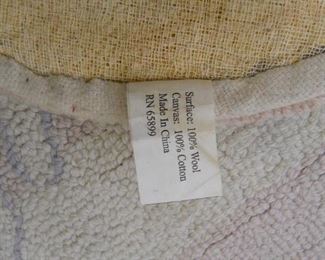 Surface: 100% Wool
Canvas: 100% Cotton
Made In China
RN 65899